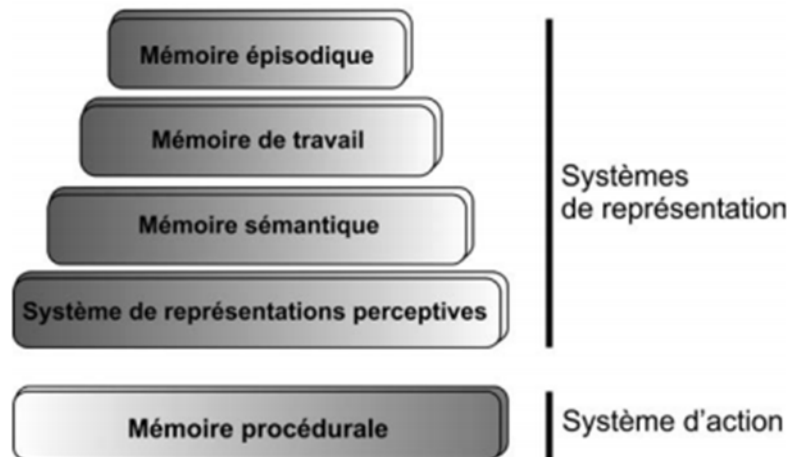 Mémoire épisodique
Mémoire de travail
Mémoire sémantique
Système de représentations perceptives
Systèmes
de représentation
Mémoire procédurale
Système d'action